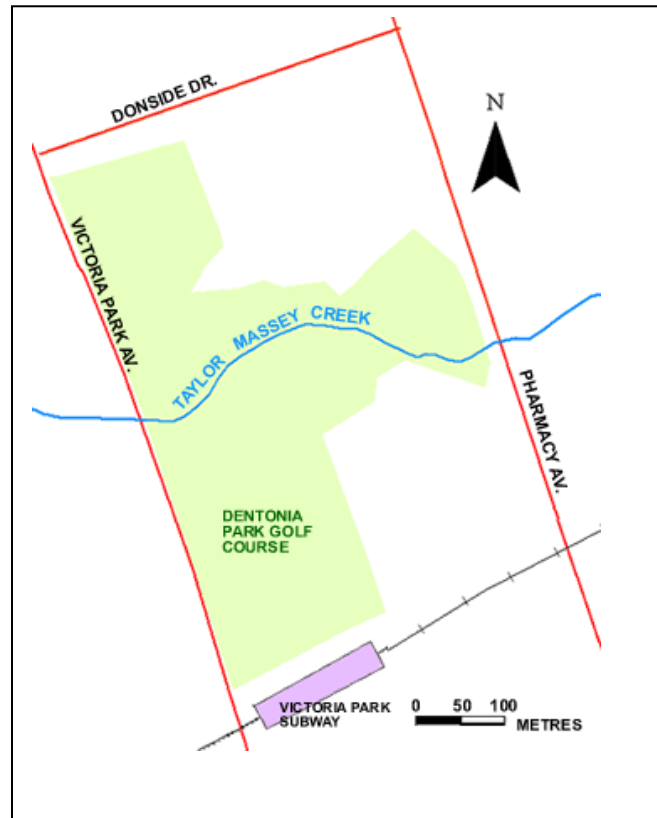 DONSIDE DR.
N
VICTORIA PARK AV.
TAYLOR MASSEY CREEK
PHARMACY AV.
DENTONIA
PARK GOLF
COURSE
VICTORIA PARK
SUBWAY
0 50 100
METRES